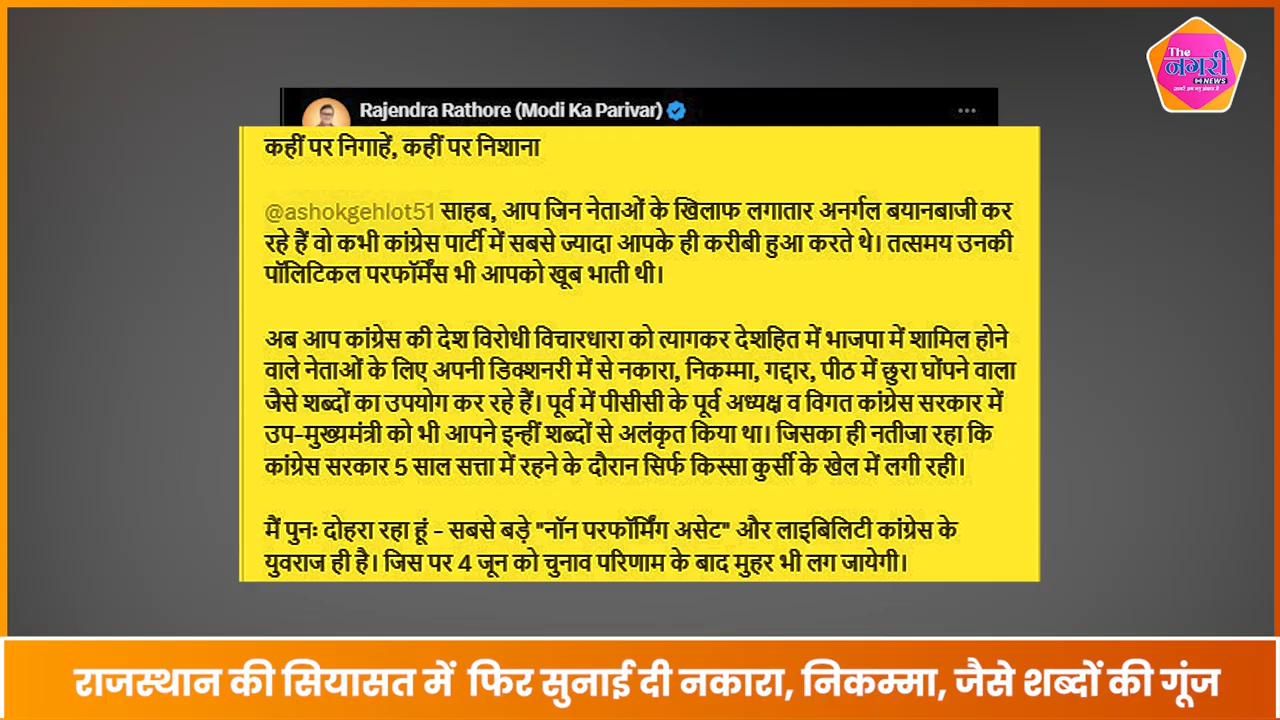 The
नगरी
NEWS
Rajendra Rathore (Modi Ka Parivar)
कहीं पर निगाहें, कहीं पर निशाना
@ashokgehlot51 साहब, आप जिन नेताओं के खिलाफ लगातार अनर्गल बयानबाजी कर
रहे हैं वो कभी कांग्रेस पार्टी में सबसे ज्यादा आपके ही करीबी हुआ करते थे। तत्समय उनकी
पॉलिटिकल परफॉर्मेंस भी आपको खूब भाती थी।
अब आप कांग्रेस की देश विरोधी विचारधारा को त्यागकर देशहित में भाजपा में शामिल होने
वाले नेताओं के लिए अपनी डिक्शनरी में से नकारा, निकम्मा, गद्दार, पीठ में छुरा घोंपने वाला
जैसे शब्दों का उपयोग कर रहे हैं। पूर्व में पीसीसी के पूर्व अध्यक्ष व विगत कांग्रेस सरकार में
उप-मुख्यमंत्री को भी आपने इन्हीं शब्दों से अलंकृत किया था। जिसका ही नतीजा रहा कि
कांग्रेस सरकार 5 साल सत्ता में रहने के दौरान सिर्फ किस्सा कुर्सी के खेल में लगी रही।
मैं पुनः दोहरा रहा हूं - सबसे बड़े "नॉन परफॉर्मिंग असेट" और लाइबिलिटी कांग्रेस के
युवराज ही है। जिस पर 4 जून को चुनाव परिणाम के बाद मुहर भी लग जायेगी।
राजस्थान की सियासत में फिर सुनाई दी नकारा, निकम्मा, जैसे शब्दों की गूंज